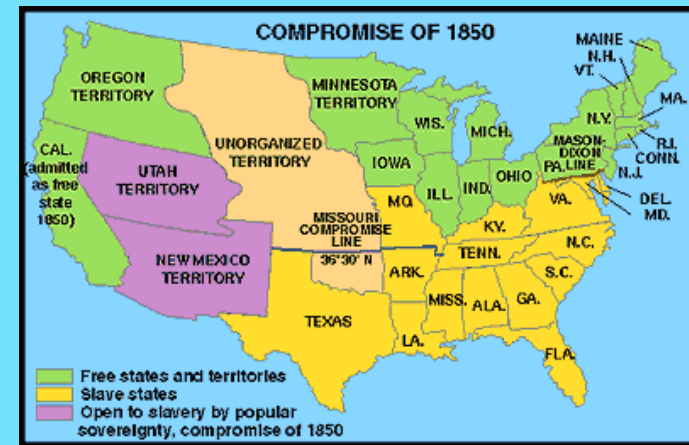 COMPROMISE OF 1850
MAINE
N.H.
VT.
OREGON
TERRITORY
MINNESOTA
TERRITORY
MA.
N.Y.
WIS.
MICH.
R.I.
CONN.
UNORGANIZED
TERRITORY
CAL.
(admitted
as free
state
1850)
UTAH
TERRITORY
IOWA
MASON-
DIXON
LINE
PA.
N.J.
ILL.
IND.
OHIO
DEL.
MD.
MO.
VA.
KY.
MISSOURI
COMPROMISE
LINE
36°30' N
NEW MEXICO
TERRITORY
TENN.
N.C.
ARK.
S.C.
MISS.
ALA.
GA.
TEXAS
LA.
FLA.
Free states and territories
Slave states
Open to slavery by popular
sovereignty, compromise of 1850